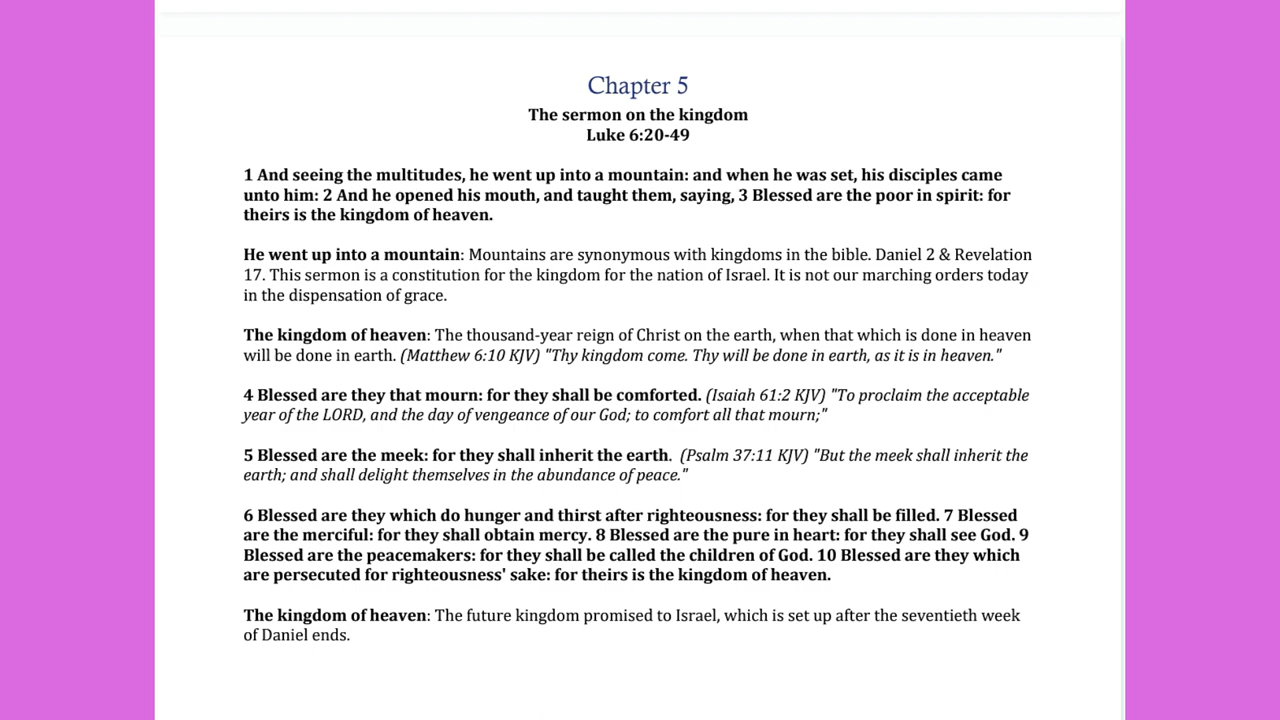 Chapter 5
The sermon on the kingdom
Luke 6:20-49
1 And seeing the multitudes, he went up into a mountain: and when he was set, his disciples came
unto him: 2 And he opened his mouth, and taught them, saying, 3 Blessed are the poor in spirit: for
theirs is the kingdom of heaven.
He went up into a mountain: Mountains are synonymous with kingdoms in the bible. Daniel 2 & Revelation
17. This sermon is a constitution for the kingdom for the nation of Israel. It is not our marching orders today
in the dispensation of grace.
The kingdom of heaven: The thousand-year reign of Christ on the earth, when that which is done in heaven
will be done in earth. (Matthew 6:10 KJV) "Thy kingdom come. Thy will be done in earth, as it is in heaven."
4 Blessed are they that mourn: for they shall be comforted. (Isaiah 61:2 KJV) "To proclaim the acceptable
year of the LORD, and the day of vengeance of our God; to comfort all that mourn;"
5 Blessed are the meek: for they shall inherit the earth. (Psalm 37:11 KJV) "But the meek shall inherit the
earth; and shall delight themselves in the abundance of peace."
6 Blessed are they which do hunger and thirst after righteousness: for they shall be filled. 7 Blessed
are the merciful: for they shall obtain mercy. 8 Blessed are the pure in heart: for they shall see God. 9
Blessed are the peacemakers: for they shall be called the children of God. 10 Blessed are they which
are persecuted for righteousness' sake: for theirs is the kingdom of heaven.
The kingdom of heaven: The future kingdom promised to Israel, which is set up after the seventieth week
of Daniel ends.